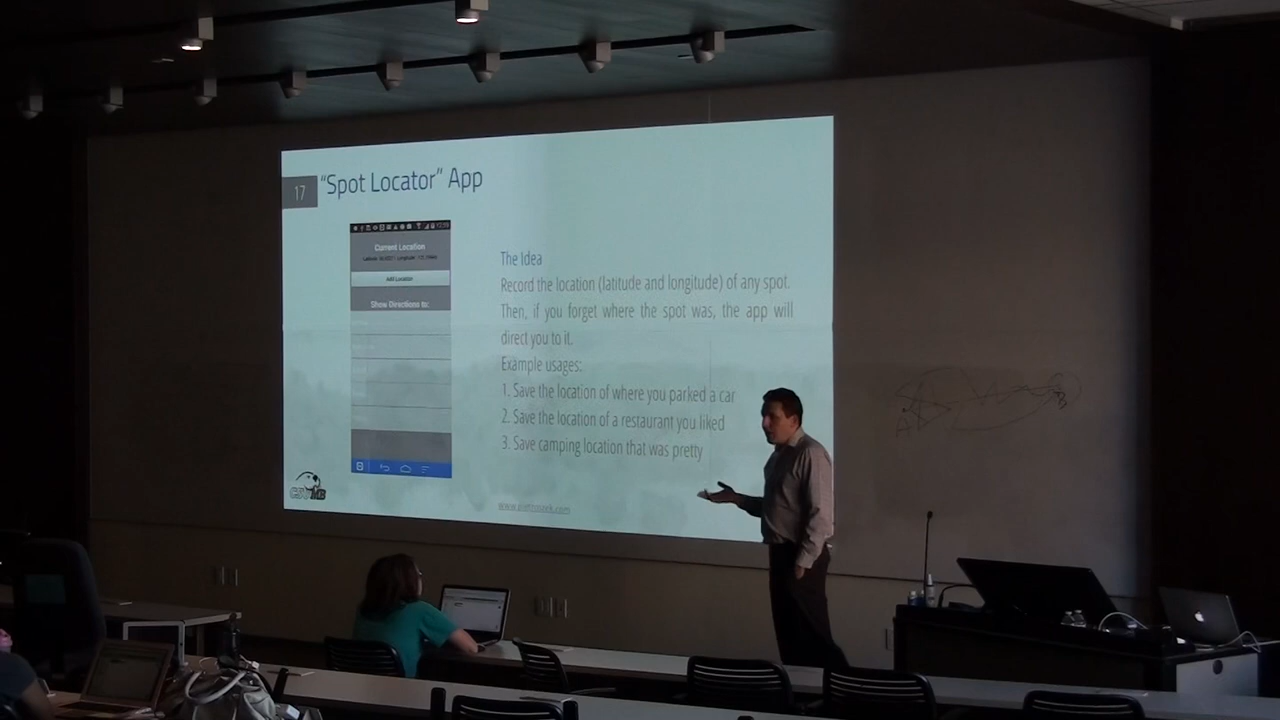 17
"Spot Locator" App
Current Location
Add Location
Show Directions to:
The Idea
Record the location (latitude and longitude) of any spot.
Then, if you forget where the spot was, the app will
direct you to it.
Example usages:
1. Save the location of where you parked a car
2. Save the location of a restaurant you liked
3. Save camping location that was pretty
CSUMB